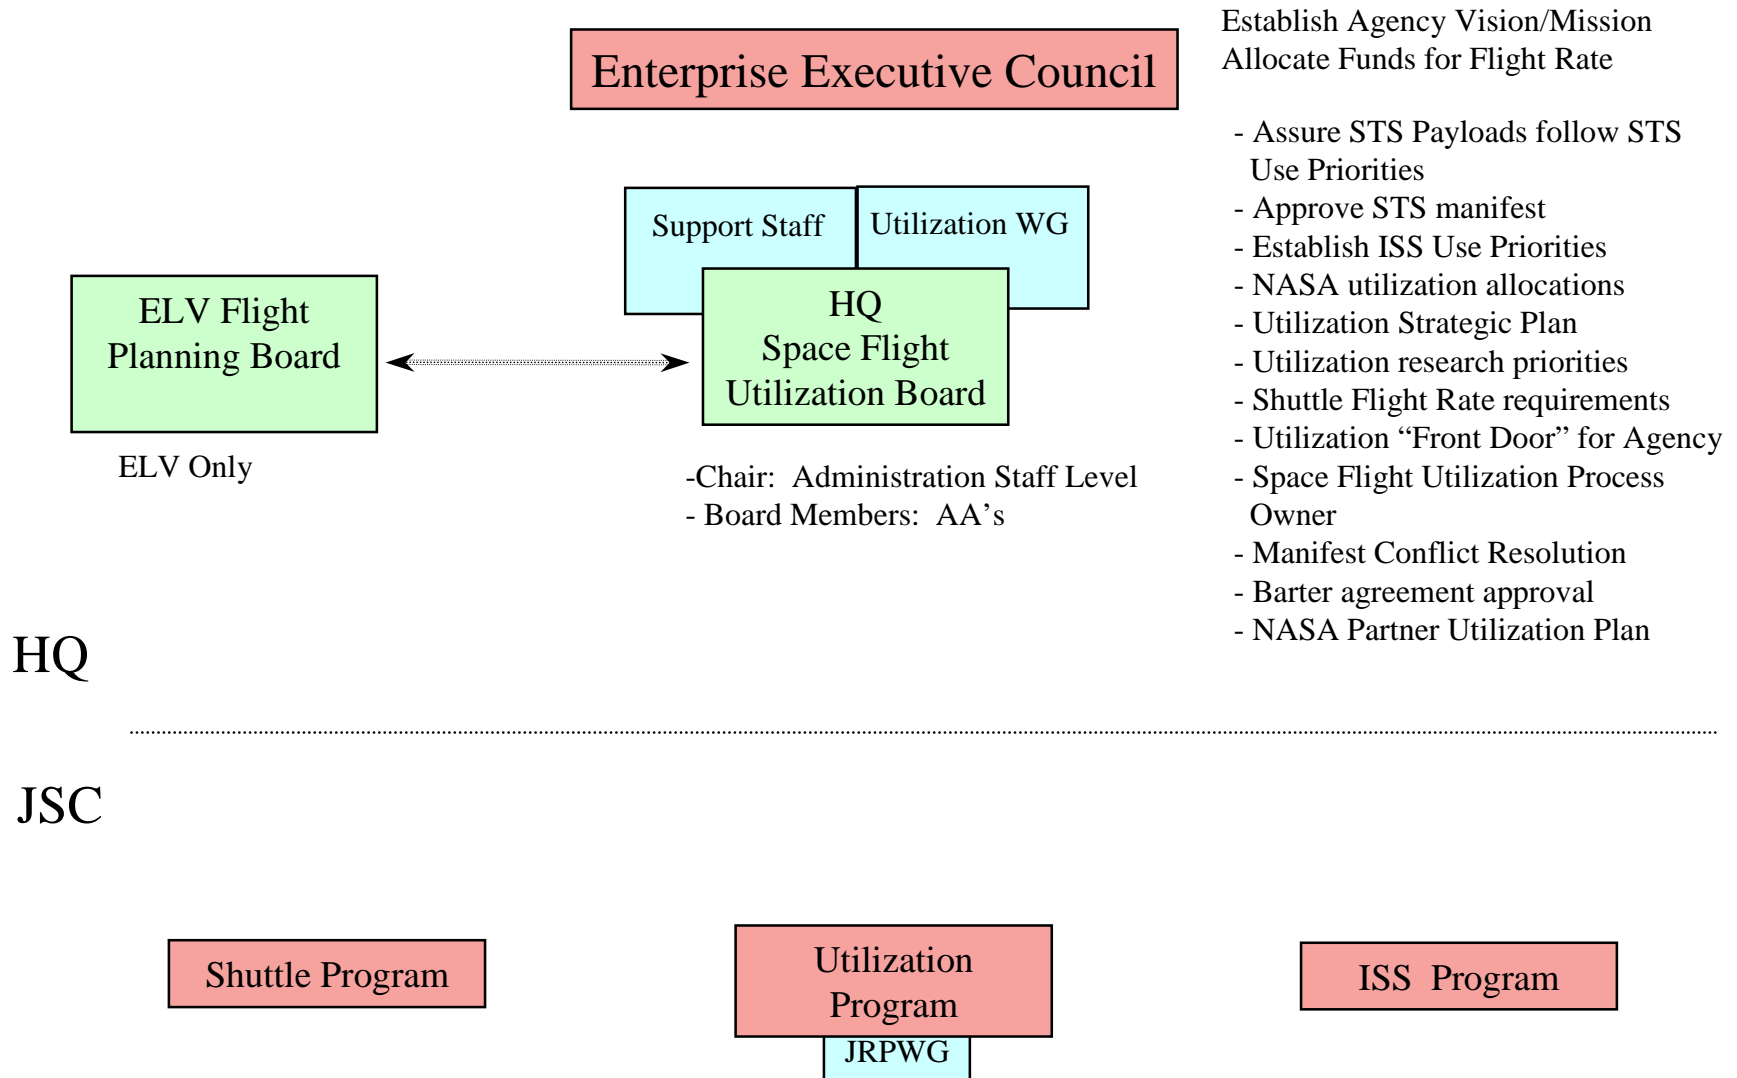 Establish Agency Vision/Mission
Allocate Funds for Flight Rate
Enterprise Executive Council
- Assure STS Payloads follow STS
Use Priorities
- Approve STS manifest
- Establish ISS Use Priorities
- NASA utilization allocations
- Utilization Strategic Plan
- Utilization research priorities
- Shuttle Flight Rate requirements
- Utilization “Front Door” for Agency
- Space Flight Utilization Process
Owner
- Manifest Conflict Resolution
- Barter agreement approval
- NASA Partner Utilization Plan
Support Staff
Utilization WG
ELV Flight
Planning Board
HQ
Space Flight
Utilization Board
ELV Only
-Chair:  Administration Staff Level
- Board Members:  AA’s
HQ
JSC
Shuttle Program
Utilization
Program
ISS  Program
JRPWG